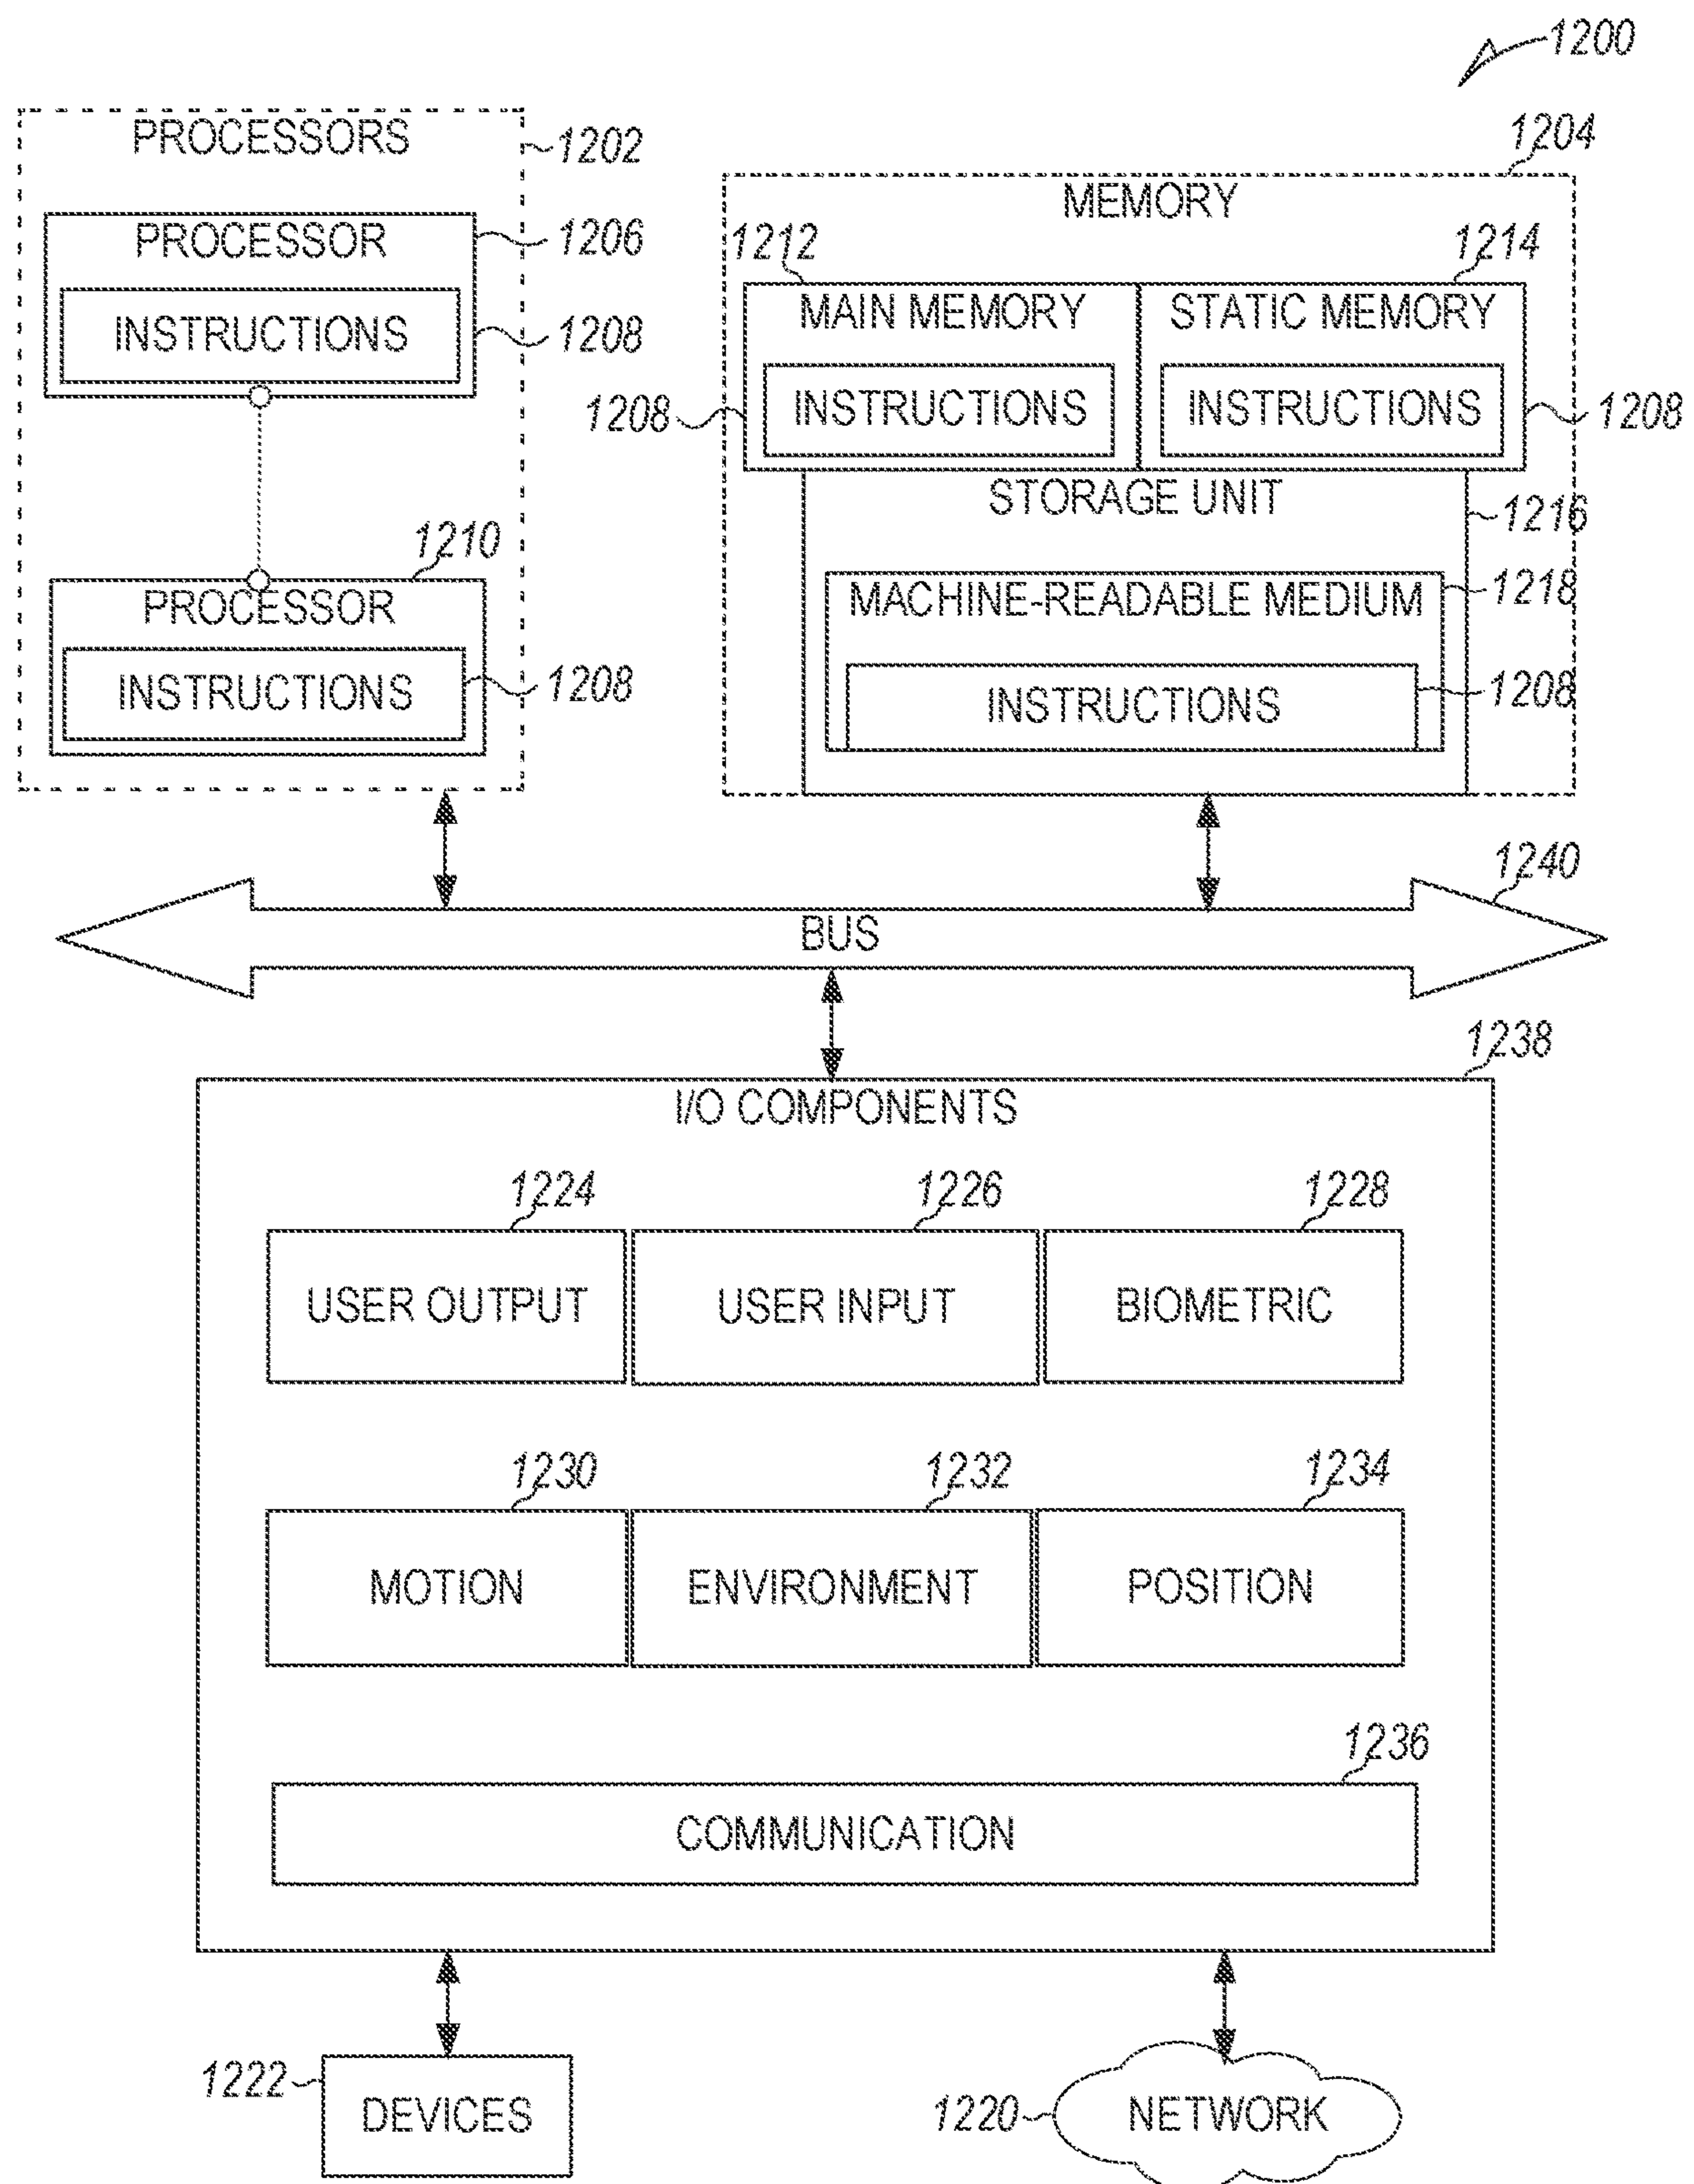 1200
PROCESSORS
1202
1204
MEMORY
PROCESSOR
1206
1212
1214
INSTRUCTIONS
1208
MAIN MEMORY
STATIC MEMORY
1208
INSTRUCTIONS
INSTRUCTIONS
1208
STORAGE UNIT
1216
1210
PROCESSOR
MACHINE-READABLE MEDIUM
1218
INSTRUCTIONS
1208
INSTRUCTIONS
1208
1240
BUS
1238
I/O COMPONENTS
1224
1226
1228
USER OUTPUT
USER INPUT
BIOMETRIC
1230
1232
1234
MOTION
ENVIRONMENT
POSITION
1236
COMMUNICATION
1222
DEVICES
1220
NETWORK